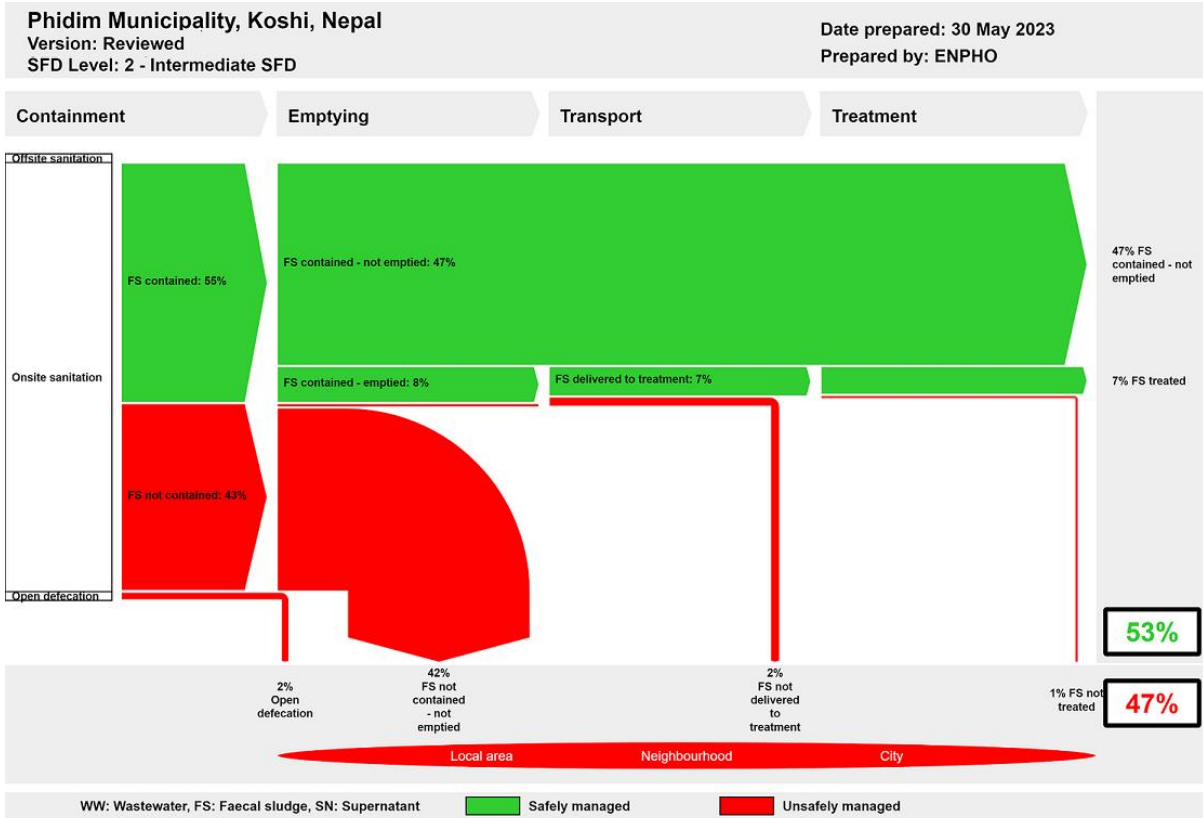 Phidim Municipality, Koshi, Nepal
Version: Reviewed
SFD Level: 2 - Intermediate SFD
Date prepared: 30 May 2023
Prepared by: ENPHO
Containment
Emptying
Transport
Treatment
Offsite sanitation
FS contained: 55%
FS contained - not emptied: 47%
47% FS
contained - not
emptied
Onsite sanitation
FS contained - emptied: 8%
FS delivered to treatment: 7%
7% FS treated
FS not contained: 43%
Open defecation
53%
2%
Open
defecation
42%
FS not
contained
- not
emptied
2%
FS not
delivered
to
treatment
1% FS not
treated
47%
Local area
Neighbourhood
City
WW: Wastewater, FS: Faecal sludge, SN: Supernatant
Safely managed
Unsafely managed